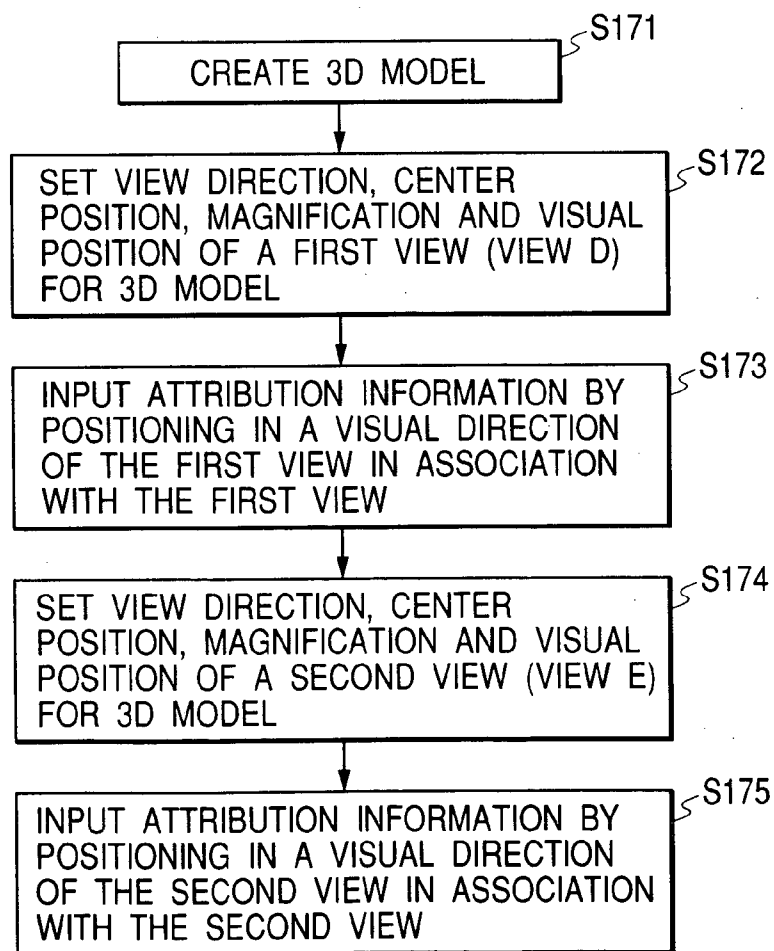 S171
CREATE 3D MODEL
S172
SET VIEW DIRECTION, CENTER
POSITION, MAGNIFICATION AND VISUAL
POSITION OF A FIRST VIEW (VIEW D)
FOR 3D MODEL
S173
INPUT ATTRIBUTION INFORMATION BY
POSITIONING IN A VISUAL DIRECTION
OF THE FIRST VIEW IN ASSOCIATION
WITH THE FIRST VIEW
S174
SET VIEW DIRECTION, CENTER
POSITION, MAGNIFICATION AND VISUAL
POSITION OF A SECOND VIEW (VIEW E)
FOR 3D MODEL
S175
INPUT ATTRIBUTION INFORMATION BY
POSITIONING IN A VISUAL DIRECTION
OF THE SECOND VIEW IN ASSOCIATION
WITH THE SECOND VIEW